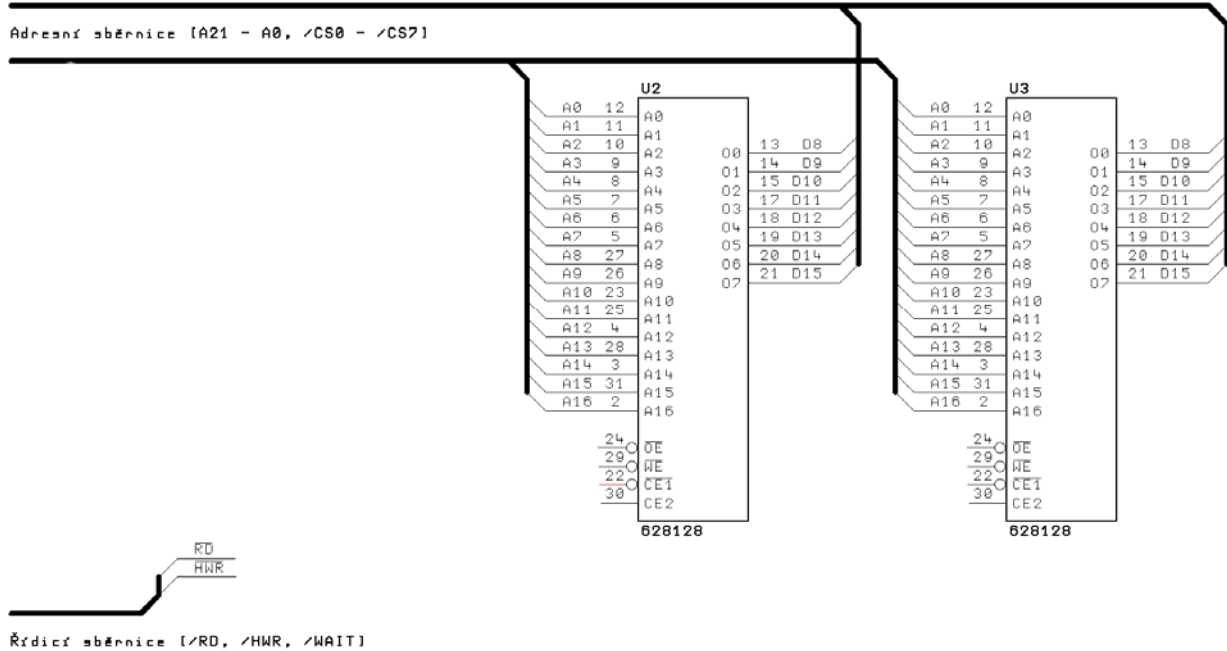 Adresní sběrnice [A21 - A0, /CS0 - /CS7]
U2
A0 12 A0
A1 11 A1
A2 10 A2 O0 13 D8
A3 9 A3 O1 14 D9
A4 8 A4 O2 15 D10
A5 7 A5 O3 17 D11
A6 6 A6 O4 18 D12
A7 5 A7 O5 19 D13
A8 27 A8 O6 20 D14
A9 26 A9 O7 21 D15
A10 23 A10
A11 25 A11
A12 4 A12
A13 28 A13
A14 3 A14
A15 31 A15
A16 2 A16
24 OE
29 WE
22 CE1
30 CE2
628128
U3
A0 12 A0
A1 11 A1
A2 10 A2 O0 13 D8
A3 9 A3 O1 14 D9
A4 8 A4 O2 15 D10
A5 7 A5 O3 17 D11
A6 6 A6 O4 18 D12
A7 5 A7 O5 19 D13
A8 27 A8 O6 20 D14
A9 26 A9 O7 21 D15
A10 23 A10
A11 25 A11
A12 4 A12
A13 28 A13
A14 3 A14
A15 31 A15
A16 2 A16
24 OE
29 WE
22 CE1
30 CE2
628128
RD
HWR
Řídicí sběrnice [/RD, /HWR, /WAIT]